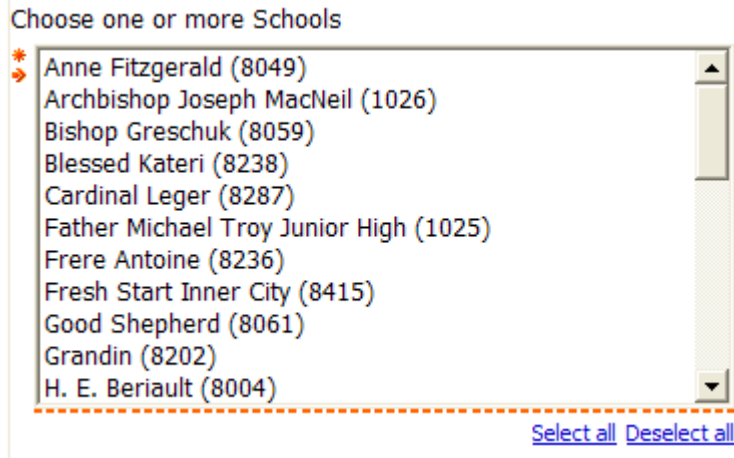 Choose one or more Schools
Anne Fitzgerald (8049)
Archbishop Joseph MacNeil (1026)
Bishop Greschuk (8059)
Blessed Kateri (8238)
Cardinal Leger (8287)
Father Michael Troy Junior High (1025)
Frere Antoine (8236)
Fresh Start Inner City (8415)
Good Shepherd (8061)
Grandin (8202)
H. E. Beriault (8004)
Select all Deselect all